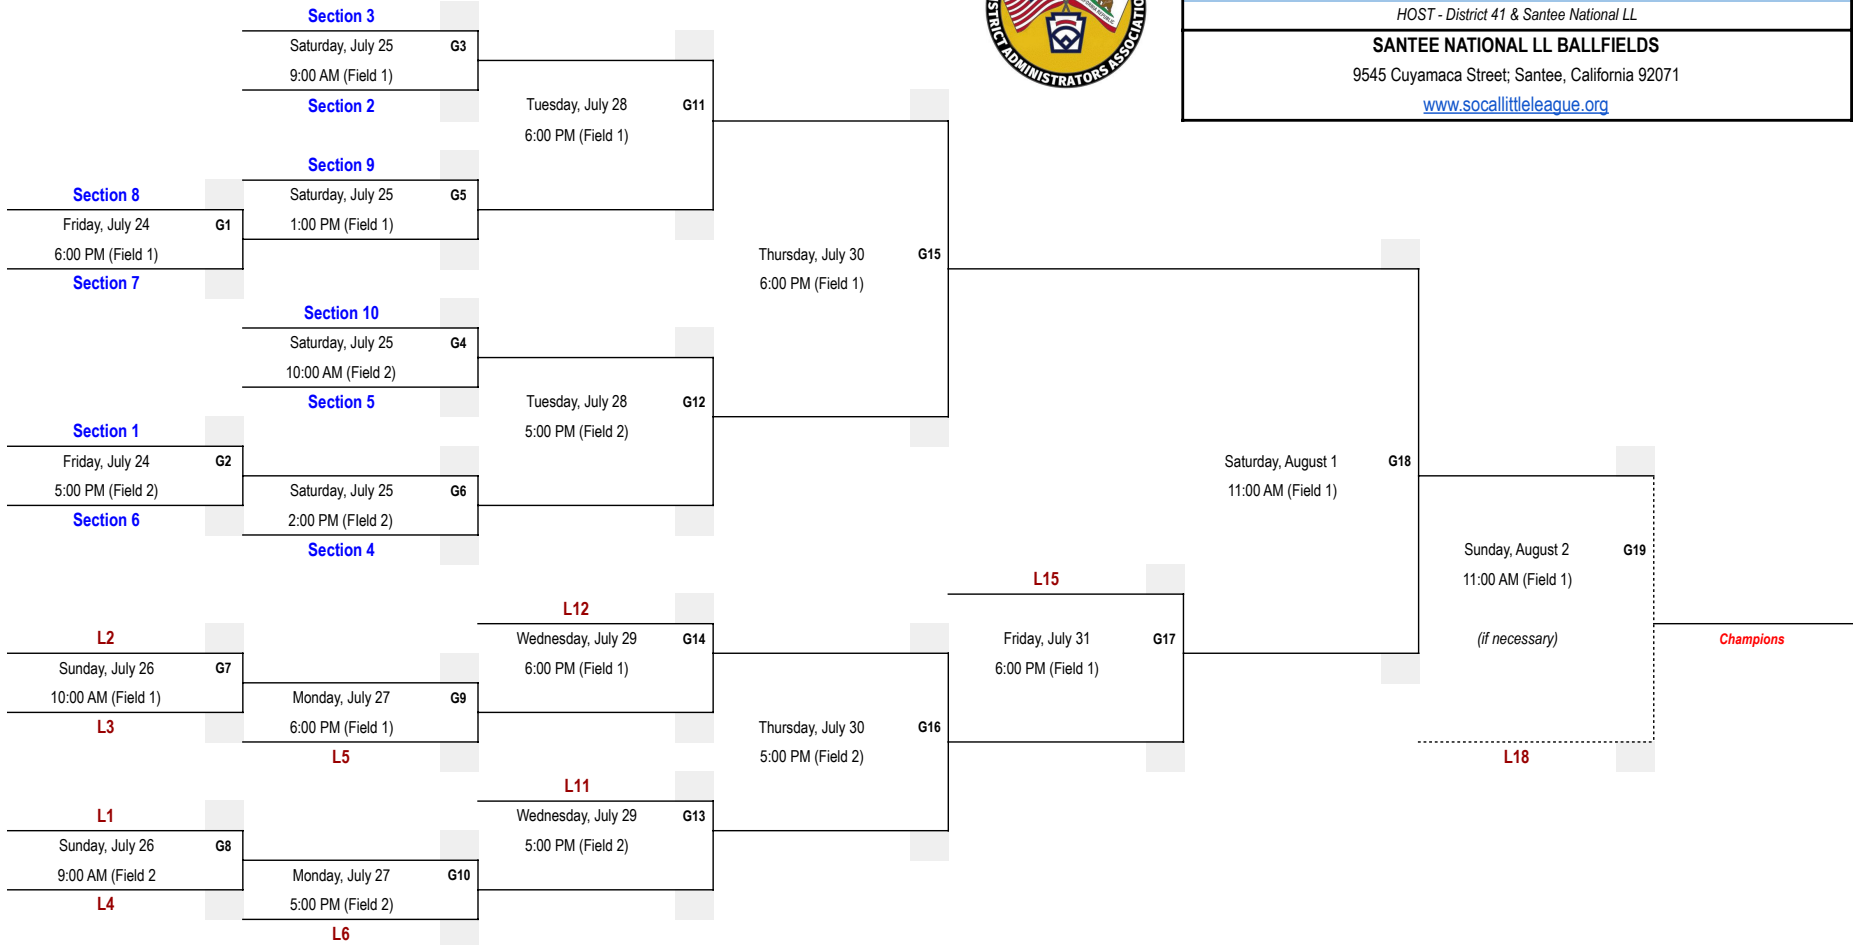 HOST - District 41 & Santee National LL
SANTEE NATIONAL LL BALLFIELDS
9545 Cuyamaca Street; Santee, California 92071
www.socallittleleague.org
DISTRICT ADMINISTRATORS ASSOCIATION
Section 3
Saturday, July 25 G3
9:00 AM (Field 1)
Section 2
Tuesday, July 28 G11
6:00 PM (Field 1)
Section 9
Saturday, July 25 G5
1:00 PM (Field 1)
Section 8
Friday, July 24 G1
6:00 PM (Field 1)
Section 7
Thursday, July 30 G15
6:00 PM (Field 1)
Section 10
Saturday, July 25 G4
10:00 AM (Field 2)
Section 5
Tuesday, July 28 G12
5:00 PM (Field 2)
Section 1
Friday, July 24 G2
5:00 PM (Field 2)
Section 6
Saturday, July 25 G6
2:00 PM (FIeld 2)
Section 4
Saturday, August 1 G18
11:00 AM (Field 1)
Sunday, August 2 G19
11:00 AM (Field 1)
(if necessary)
Champions
L18
L15
Friday, July 31 G17
6:00 PM (Field 1)
L12
Wednesday, July 29 G14
6:00 PM (Field 1)
L2
Sunday, July 26 G7
10:00 AM (Field 1)
L3
Monday, July 27 G9
6:00 PM (Field 1)
L5
Thursday, July 30 G16
5:00 PM (Field 2)
L11
Wednesday, July 29 G13
5:00 PM (Field 2)
L1
Sunday, July 26 G8
9:00 AM (Field 2
L4
Monday, July 27 G10
5:00 PM (Field 2)
L6